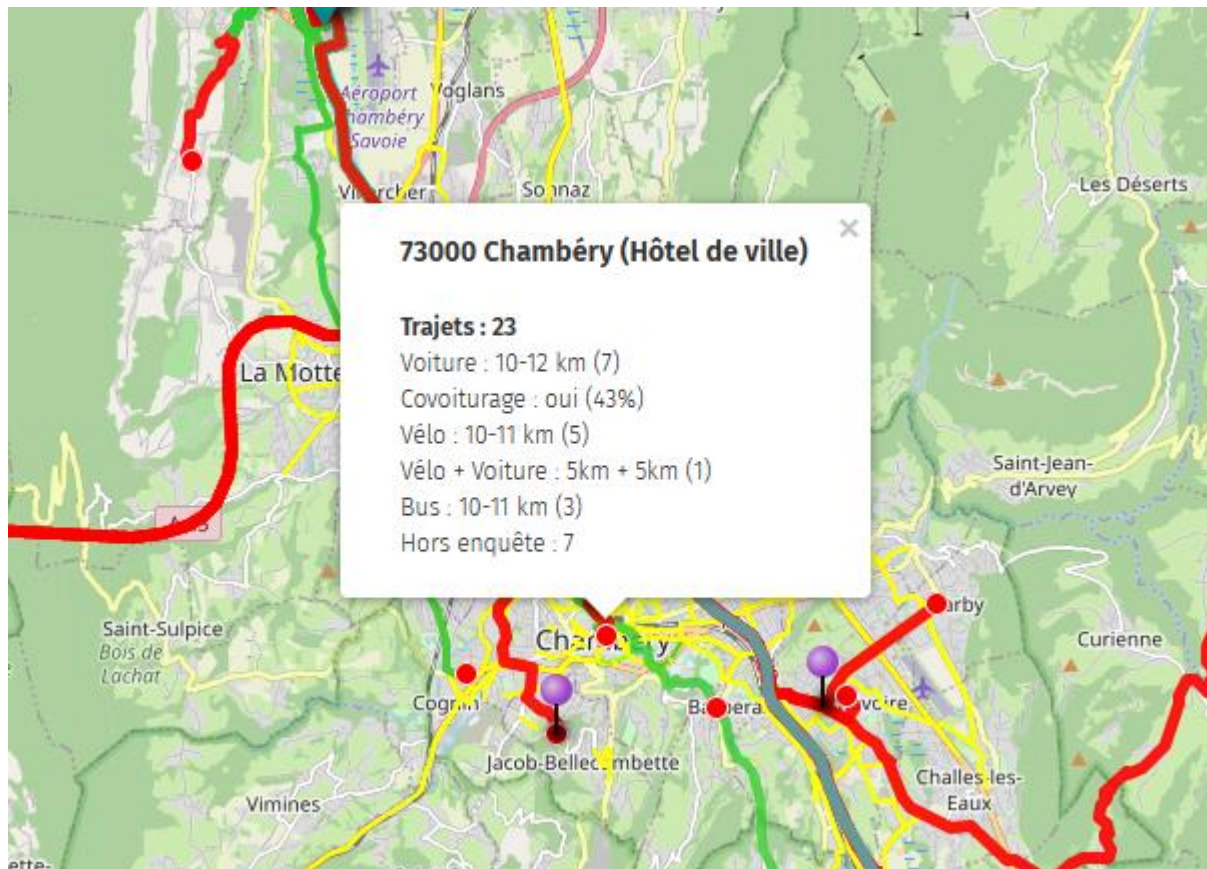 Voglans
Aéroport
Chambéry
Savoie
Sonnaz
Les Déserts
73000 Chambéry (Hôtel de ville)
×
Trajets : 23
Voiture : 10-12 km (7)
Covoiturage : oui (43%)
Vélo : 10-11 km (5)
Vélo + Voiture : 5km + 5km (1)
Bus : 10-11 km (3)
Hors enquête : 7
La Motte
Saint-Jean-
d'Arvey
Saint-Sulpice
Bois de
Lachat
Chambéry
Curienne
Cognin
Jacob-Bellecombette
Challes-les-
Eaux
Vimines
ette-